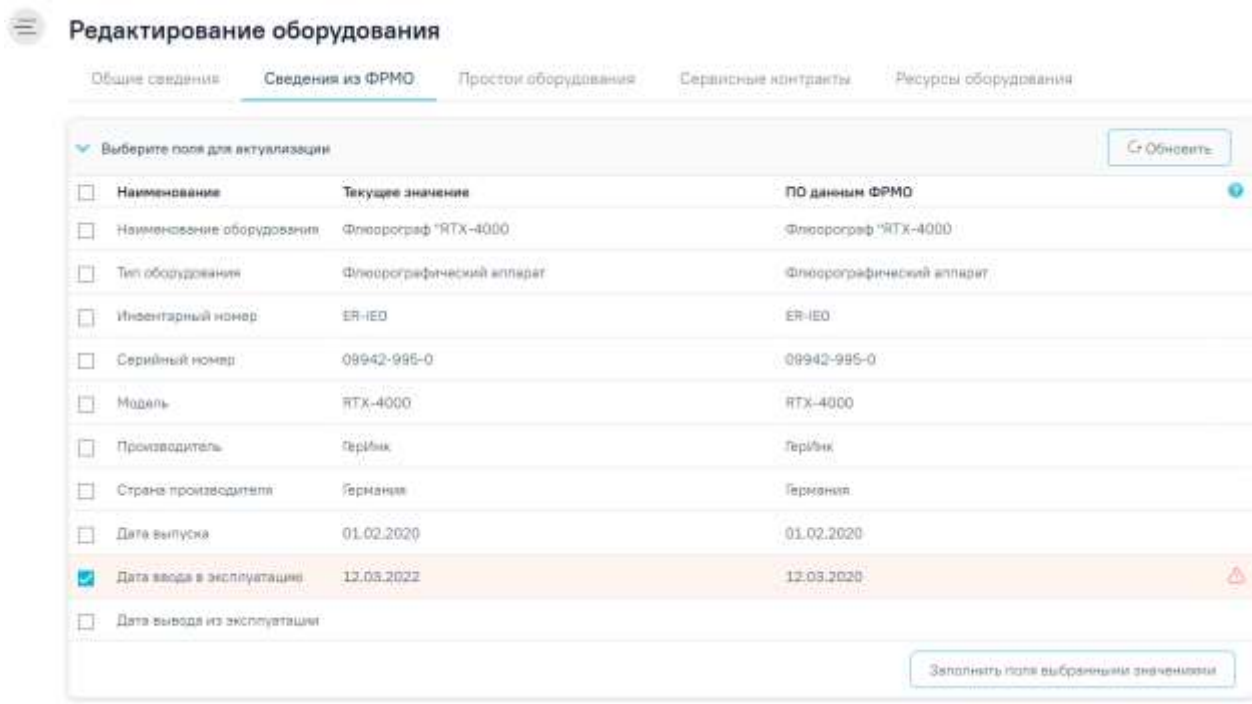 Редактирование оборудования
Общие сведения Сведения из ФРМО Простои оборудования Сервисные контракты Ресурсы оборудования
Выберите поля для актуализации Обновить
Наименование Текущее значение ПО данным ФРМО
Наименование оборудования Флюорограф "RTX-4000 Флюорограф "RTX-4000
Тип оборудования Флюорографический аппарат Флюорографический аппарат
Инвентарный номер ER-IEO ER-IEO
Серийный номер 09942-995-0 09942-995-0
Модель RTX-4000 RTX-4000
Производитель ГерИнк ГерИнк
Страна производителя Германия Германия
Дата выпуска 01.02.2020 01.02.2020
Дата ввода в эксплуатацию 12.03.2022 12.03.2020
Дата вывода из эксплуатации
Заполнить поля выбранными значениями